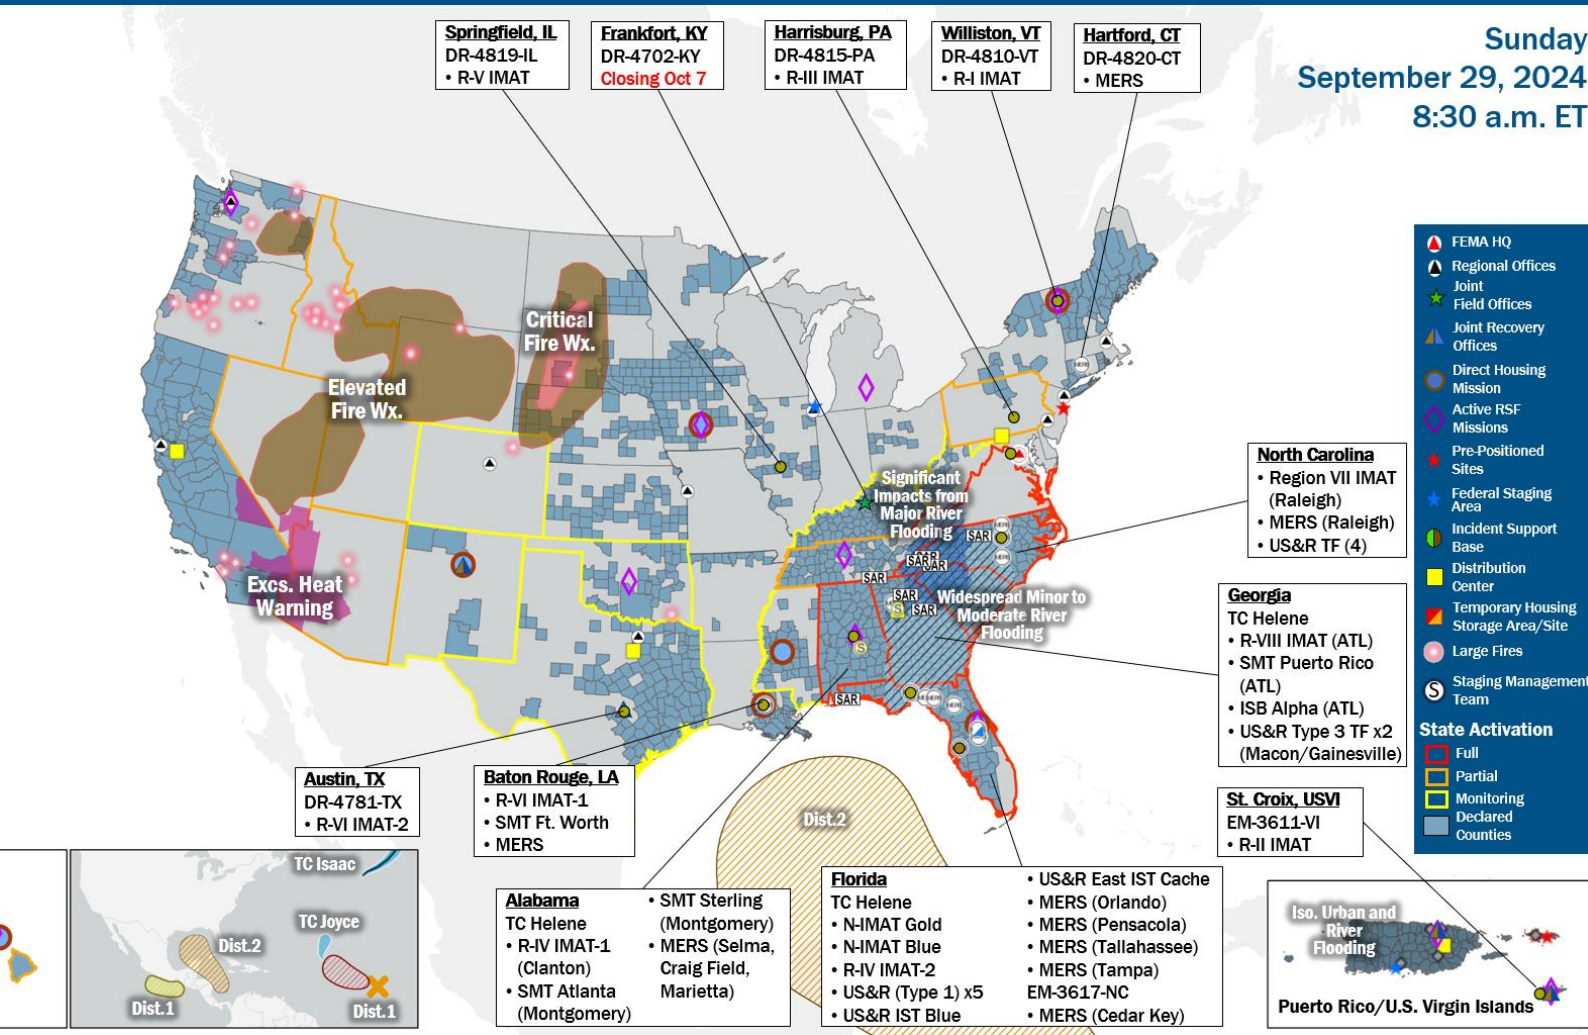 Sunday
September 29, 2024
8:30 a.m. ET
Springfield, IL
DR-4819-IL
• R-V IMAT
Frankfort, KY
DR-4702-KY
Closing Oct 7
Harrisburg, PA
DR-4815-PA
• R-III IMAT
Williston, VT
DR-4810-VT
• R-I IMAT
Hartford, CT
DR-4820-CT
• MERS
FEMA HQ
Regional Offices
Joint
Field Offices
Joint Recovery
Offices
Direct Housing
Mission
Active RSF
Missions
Pre-Positioned
Sites
Federal Staging
Area
Incident Support
Base
Distribution
Center
Temporary Housing
Storage Area/Site
Large Fires
S
Staging Management
Team
State Activation
Full
Partial
Monitoring
Declared
Counties
Critical
Fire Wx.
Elevated
Fire Wx.
Excs. Heat
Warning
Significant
Impacts from
Major River
Flooding
Widespread Minor to
Moderate River
Flooding
MERS
MERS
MERS
SAR
SAR
SAR
SAR
SAR
SAR
SAR
S
S
MERS
MERS
North Carolina
• Region VII IMAT
(Raleigh)
• MERS (Raleigh)
• US&R TF (4)
Georgia
TC Helene
• R-VIII IMAT (ATL)
• SMT Puerto Rico
(ATL)
• ISB Alpha (ATL)
• US&R Type 3 TF x2
(Macon/Gainesville)
St. Croix, USVI
EM-3611-VI
• R-II IMAT
Austin, TX
DR-4781-TX
• R-VI IMAT-2
Baton Rouge, LA
• R-VI IMAT-1
• SMT Ft. Worth
• MERS
Dist.2
Alabama
TC Helene
• R-IV IMAT-1
(Clanton)
• SMT Atlanta
(Montgomery)
• SMT Sterling
(Montgomery)
• MERS (Selma,
Craig Field,
Marietta)
Florida
TC Helene
• N-IMAT Gold
• N-IMAT Blue
• R-IV IMAT-2
• US&R (Type 1) x5
• US&R IST Blue
• US&R East IST Cache
• MERS (Orlando)
• MERS (Pensacola)
• MERS (Tallahassee)
• MERS (Tampa)
EM-3617-NC
• MERS (Cedar Key)
TC Isaac
TC Joyce
Dist.2
Dist.1
Dist.1
Iso. Urban and
River
Flooding
Puerto Rico/U.S. Virgin Islands